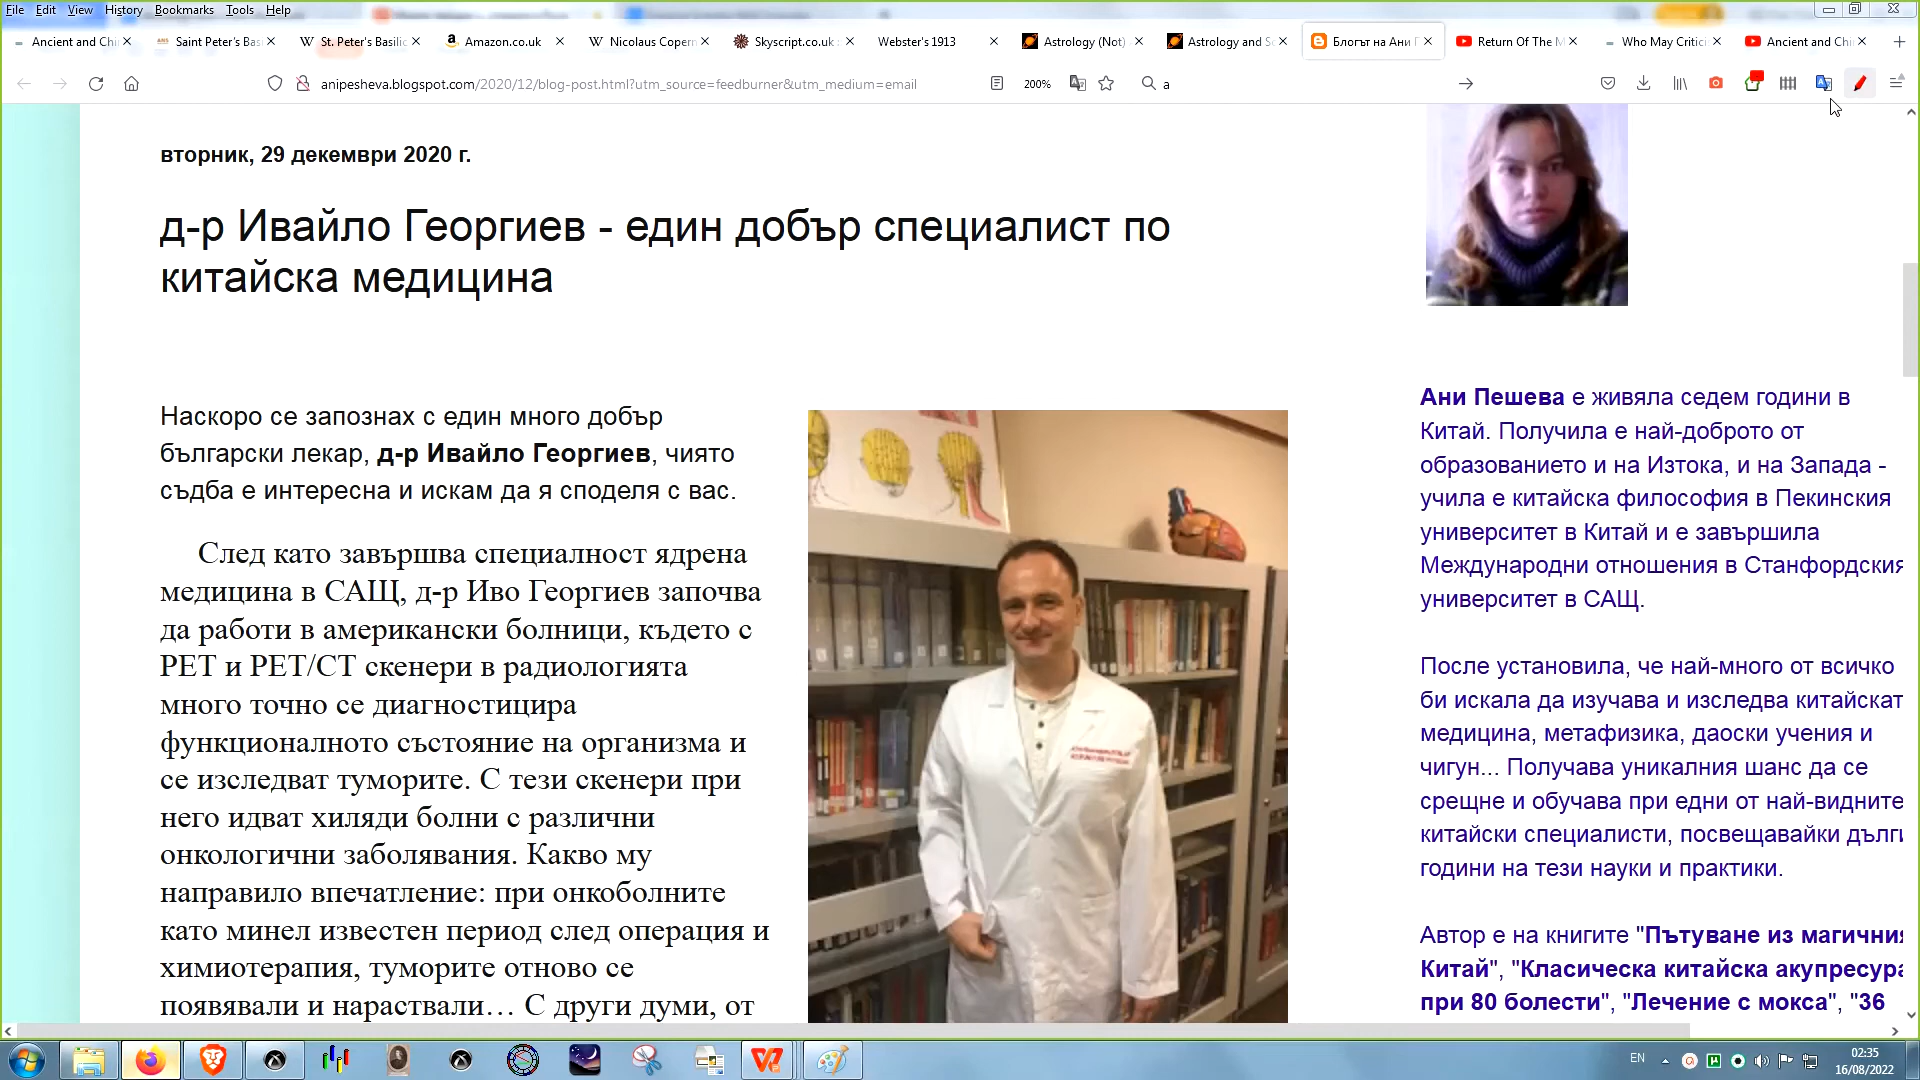 File Edit View History Bookmarks Tools Help
Ancient and Chi
Saint Peter's Bas
St. Peter's Basilic
Amazon.co.uk
Nicolaus Copern
Skyscript.co.uk
Webster's 1913
Astrology (Not)
Astrology and S
Блогът на Ани П
Return Of The M
Who May Critic
Ancient and Chi
anipesheva.blogspot.com/2020/12/blog-post.html?utm_source=feedburner&utm_medium=email
200%
a
вторник, 29 декември 2020 г.
д-р Ивайло Георгиев - един добър специалист по
китайска медицина
Наскоро се запознах с един много добър
български лекар, д-р Ивайло Георгиев, чиято
съдба е интересна и искам да я споделя с вас.
След като завършва специалност ядрена
медицина в САЩ, д-р Иво Георгиев започва
да работи в американски болници, където с
PET и PET/CT скенери в радиологията
много точно се диагностицира
функционалното състояние на организма и
се изследват туморите. С тези скенери при
него идват хиляди болни с различни
онкологични заболявания. Какво му
направило впечатление: при онкоболните
като минел известен период след операция и
химиотерапия, туморите отново се
появявали и нараствали… С други думи, от
Ани Пешева е живяла седем години в
Китай. Получила е най-доброто от
образованието и на Изтока, и на Запада -
учила е китайска философия в Пекинския
университет в Китай и е завършила
Международни отношения в Станфордския
университет в САЩ.
После установила, че най-много от всичко
би искала да изучава и изследва китайскат
медицина, метафизика, даоски учения и
чигун... Получава уникалния шанс да се
срещне и обучава при едни от най-видните
китайски специалисти, посвещавайки дълги
години на тези науки и практики.
Автор е на книгите "Пътуване из магичния
Китай", "Класическа китайска акупресура
при 80 болести", "Лечение с мокса", "36
EN
02:35
16/08/2022